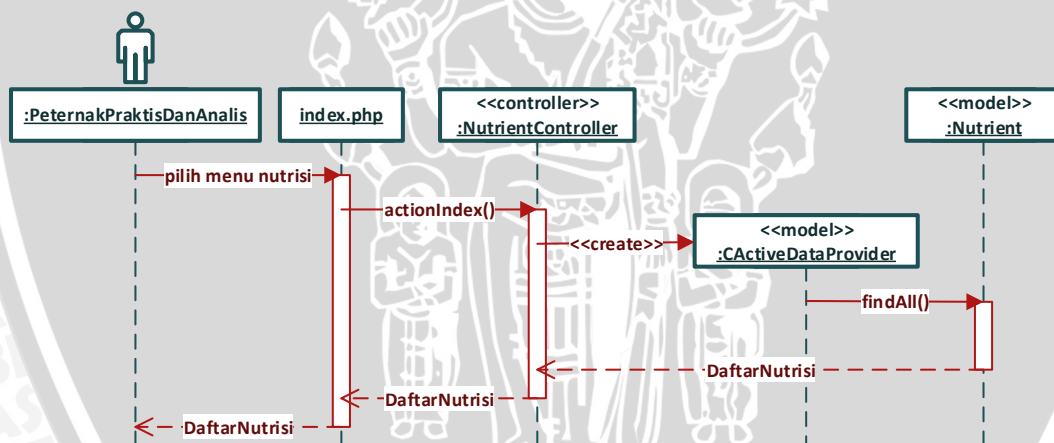 :PeternakPraktisDanAnalis
index.php
<<controller>>
:NutrientController
<<model>>
:Nutrient
pilih menu nutrisi
actionIndex()
<<create>>
<<model>>
:CActiveDataProvider
findAll()
DaftarNutrisi
DaftarNutrisi
DaftarNutrisi